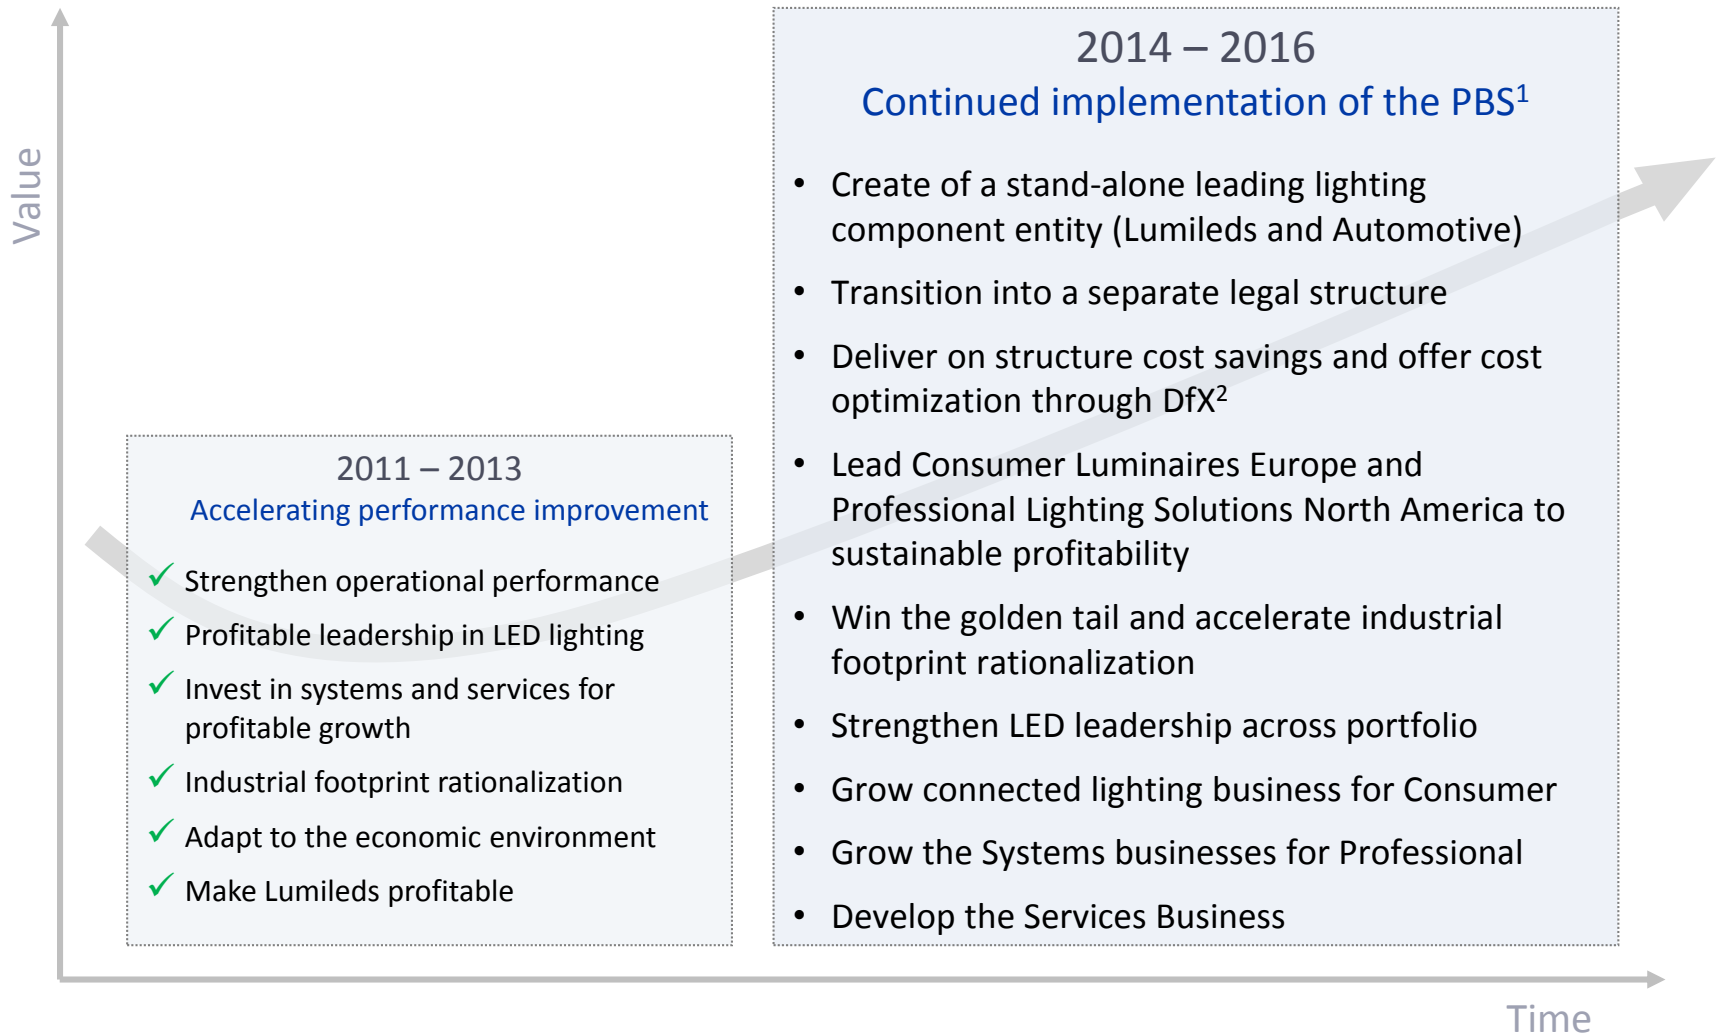 Value
2011 – 2013
Accelerating performance improvement
✓ Strengthen operational performance
✓ Profitable leadership in LED lighting
✓ Invest in systems and services for
profitable growth
✓ Industrial footprint rationalization
✓ Adapt to the economic environment
✓ Make Lumileds profitable
2014 – 2016
Continued implementation of the PBS¹
• Create of a stand-alone leading lighting
component entity (Lumileds and Automotive)
• Transition into a separate legal structure
• Deliver on structure cost savings and offer cost
optimization through DfX²
• Lead Consumer Luminaires Europe and
Professional Lighting Solutions North America to
sustainable profitability
• Win the golden tail and accelerate industrial
footprint rationalization
• Strengthen LED leadership across portfolio
• Grow connected lighting business for Consumer
• Grow the Systems businesses for Professional
• Develop the Services Business
Time